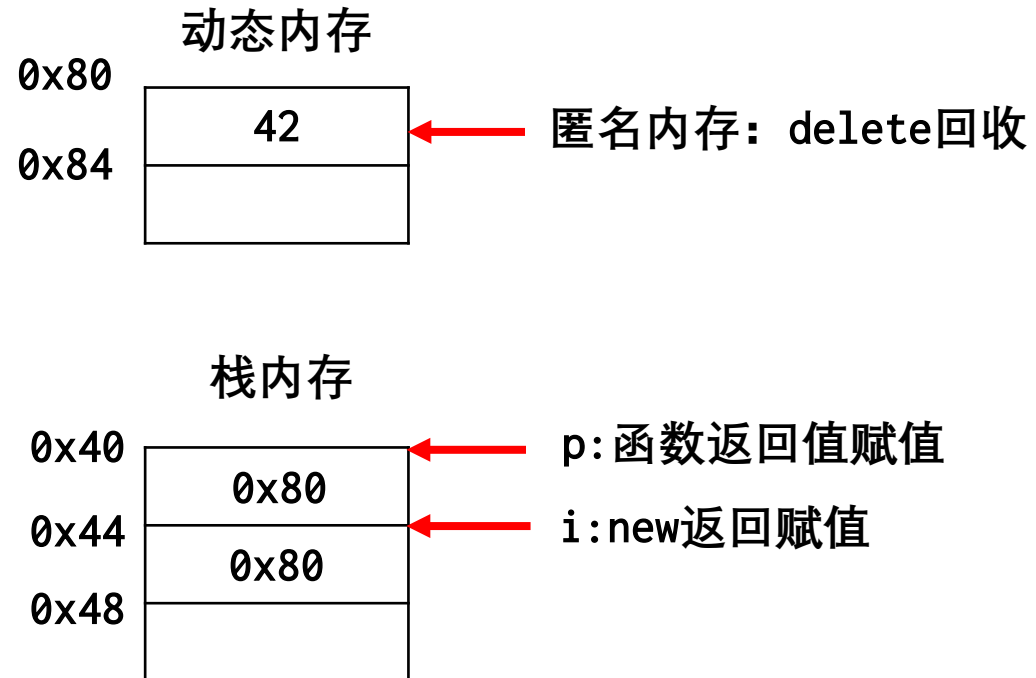 动态内存
0x80
42
匿名内存：delete回收
0x84
栈内存
0x40
p:函数返回值赋值
0x80
0x44
i:new返回赋值
0x80
0x48